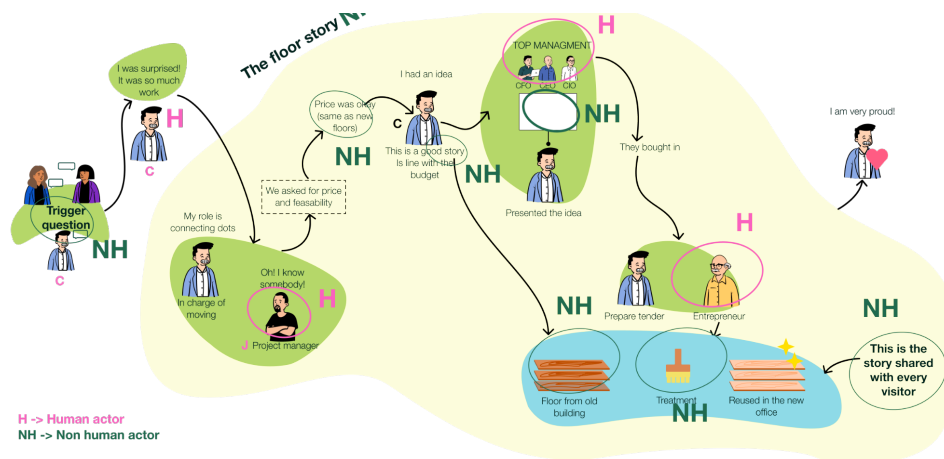 The floor story NH
H
TOP MANAGMENT
CFO CEO CIO
NH
Presented the idea
I was surprised!
It was so much
work
H
C
Trigger
question
NH
C
My role is
connecting dots
In charge of
moving
Oh! I know
somebody!
H
J Project manager
We asked for price
and feasability
Price was okay
(same as new
floors)
NH
I had an idea
C
This is a good story
Is line with the
budget
NH
They bought in
H
Prepare tender
Entrepreneur
I am very proud!
NH
Floor from old
building
Treatment
NH
Reused in the new
office
NH
This is the
story shared
with every
visitor
H -> Human actor
NH -> Non human actor